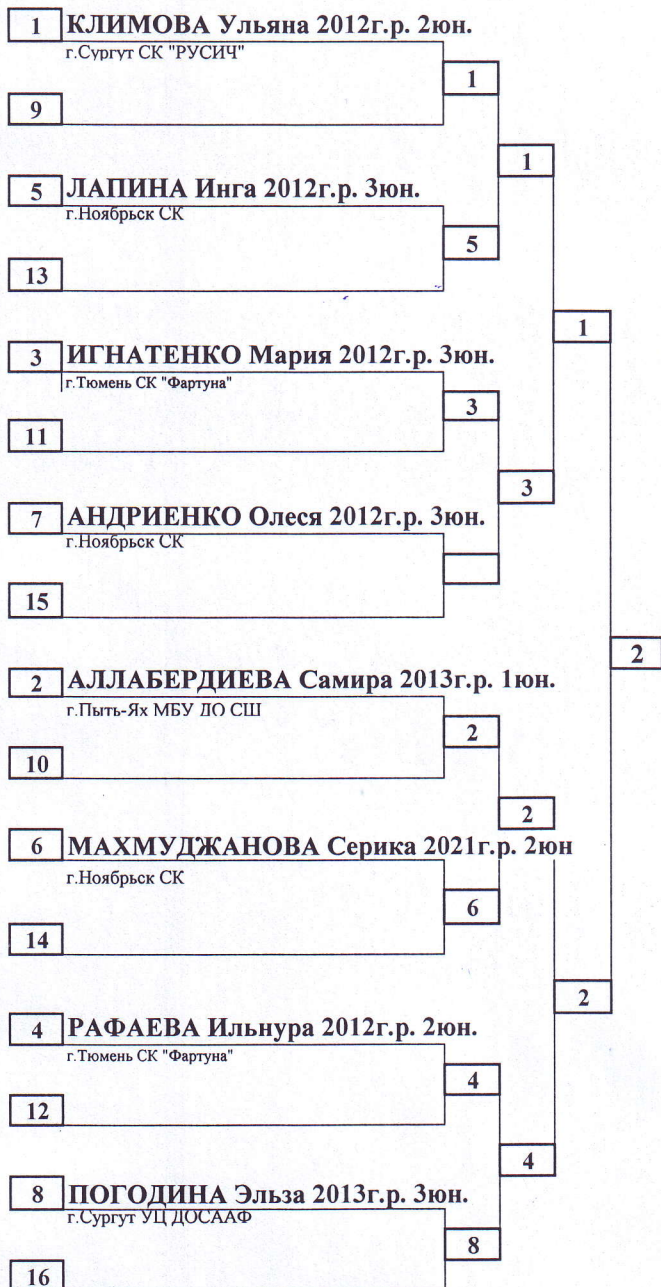 1 КЛИМОВА Ульяна 2012г.р. 2юн.
г.Сургут СК "РУСИЧ"
1
9
1
5 ЛАПИНА Инга 2012г.р. 3юн.
г.Ноябрьск СК
5
13
1
3 ИГНАТЕНКО Мария 2012г.р. 3юн.
г.Тюмень СК "Фартуна"
3
11
3
7 АНДРИЕНКО Олеся 2012г.р. 3юн.
г.Ноябрьск СК
15
2
2 АЛЛАБЕРДИЕВА Самира 2013г.р. 1юн.
г.Пыть-Ях МБУ ДО СШ
2
10
2
6 МАХМУДЖАНОВА Серика 2021г.р. 2юн
г.Ноябрьск СК
6
14
2
4 РАФАЕВА Ильнура 2012г.р. 2юн.
г.Тюмень СК "Фартуна"
4
12
4
8 ПОГОДИНА Эльза 2013г.р. 3юн.
г.Сургут УЦ ДОСААФ
8
16